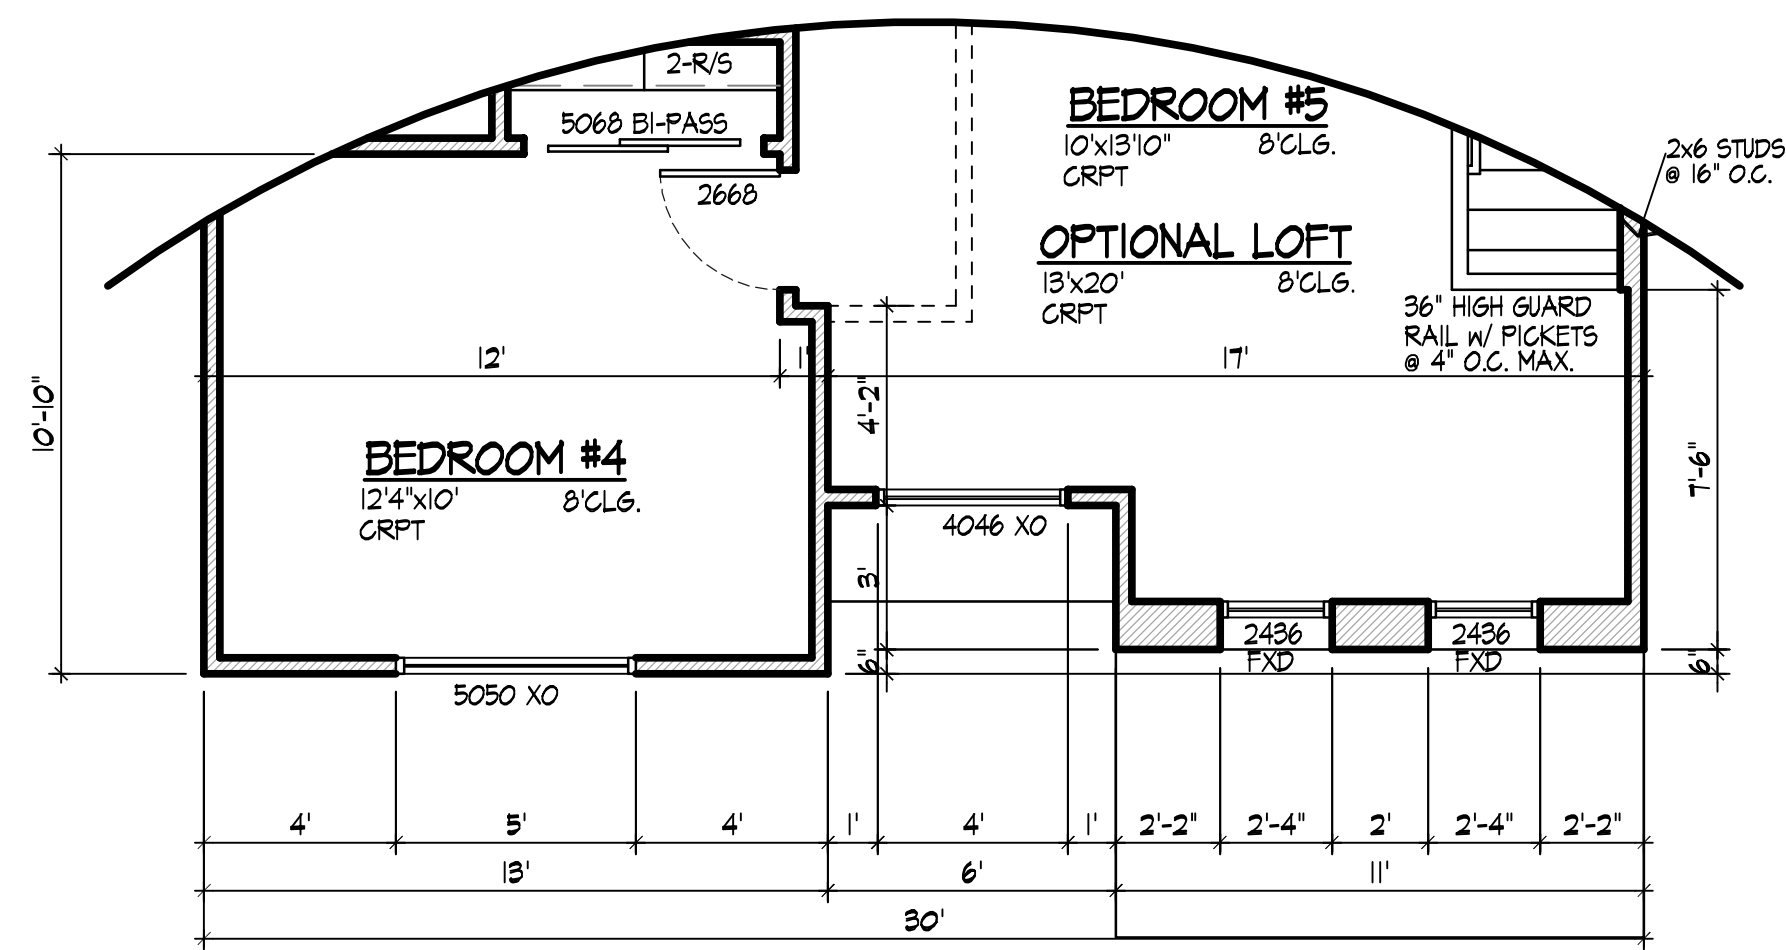 2-R/S
5068 BI-PASS
2668
BEDROOM #5
10'x13'10" 8'CLG.
CRPT
OPTIONAL LOFT
13'x20' 8'CLG.
CRPT
2x6 STUDS
@ 16" O.C.
36" HIGH GUARD
RAIL w/ PICKETS
@ 4" O.C. MAX.
12' 1' 17'
10'-10"
4'-2"
7'-6"
BEDROOM #4
12'4"x10' 8'CLG.
CRPT
4046 XO
3'
6"
2436
FXD
2436
FXD
6"
5050 XO
4' 5' 4' 1' 4' 1' 2'-2" 2'-4" 2' 2'-4" 2'-2"
13' 6' 11'
30'